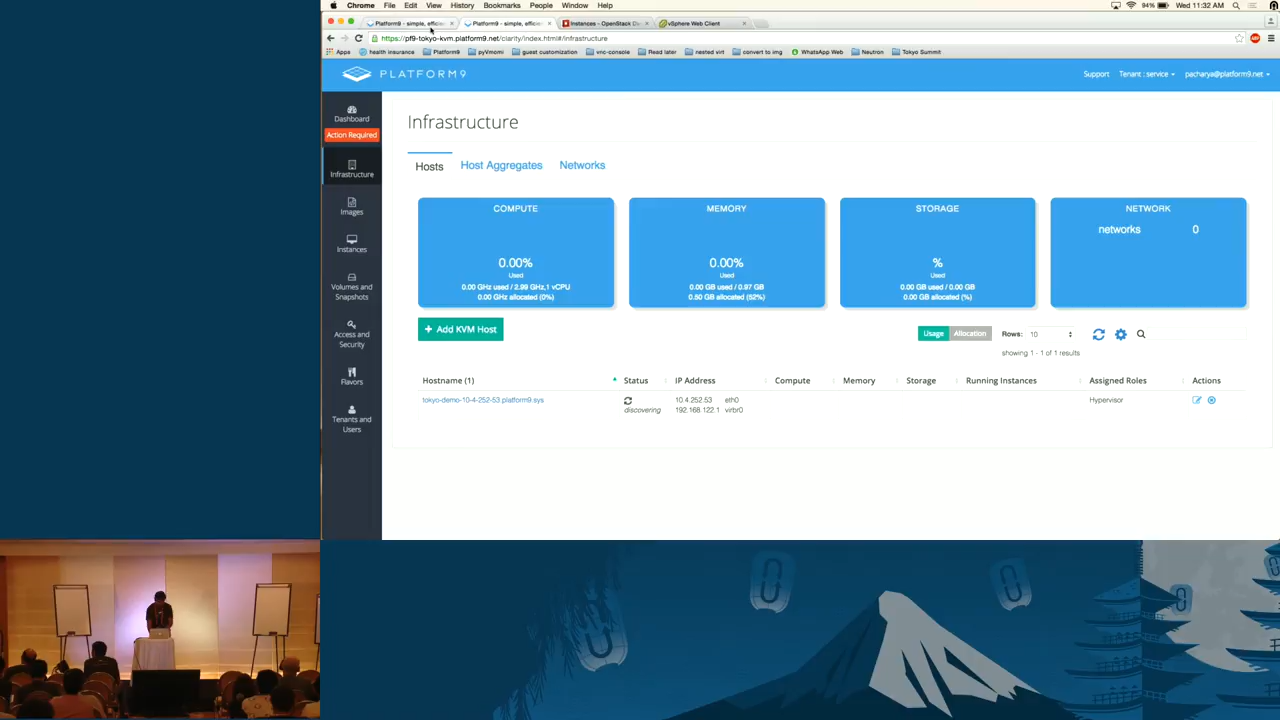 Chrome File Edit View History Bookmarks People Window Help 94% Wed 11:32 AM
Platform9 - simple, efficie Platform9 - simple, efficie Instances - OpenStack Da vSphere Web Client
https://pf9-tokyo-kvm.platform9.net/clarity/index.html#/infrastructure
Apps health insurance Platform9 pyVmomi guest customization vnc-console Read later nested virt convert to img WhatsApp Web Neutron Tokyo Summit
PLATFORM9
Support Tenant : service pacharya@platform9.net
Dashboard
Action Required
Infrastructure
Images
Instances
Volumes and Snapshots
Access and Security
Flavors
Tenants and Users
Infrastructure
Hosts Host Aggregates Networks
COMPUTE
0.00%
Used
0.00 GHz used / 2.99 GHz,1 vCPU
0.00 GHz allocated (0%)
MEMORY
0.00%
Used
0.00 GB used / 0.97 GB
0.50 GB allocated (52%)
STORAGE
%
Used
0.00 GB used / 0.00 GB
0.00 GB allocated (%)
NETWORK
networks 0
+ Add KVM Host
Usage Allocation Rows: 10
showing 1 - 1 of 1 results
Hostname (1) Status IP Address Compute Memory Storage Running Instances Assigned Roles Actions
tokyo-demo-10-4-252-53.platform9.sys discovering 10.4.252.53 eth0 Hypervisor
192.168.122.1 virbr0